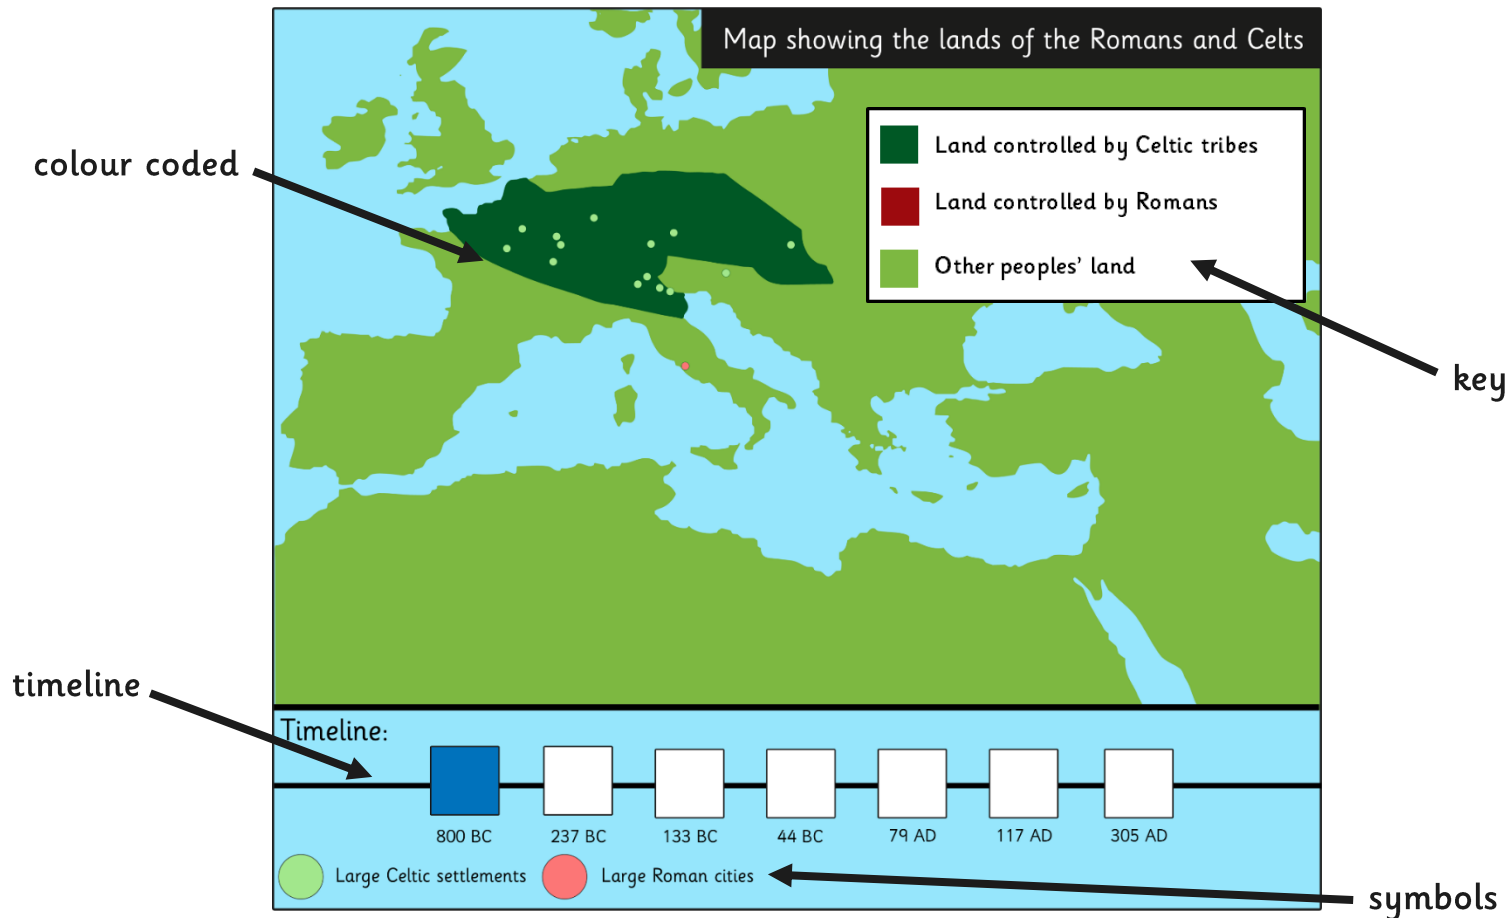 Map showing the lands of the Romans and Celts
Land controlled by Celtic tribes
colour coded
Land controlled by Romans
Other peoples' land
key
timeline
Timeline:
800 BC 237 BC 133 BC 44 BC 79 AD 117 AD 305 AD
Large Celtic settlements Large Roman cities
symbols